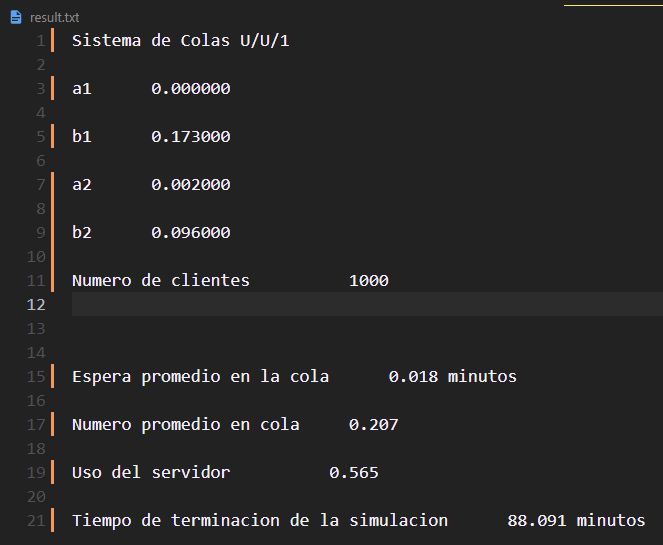 result.txt
1 Sistema de Colas U/U/1
2
3 a1 0.000000
4
5 b1 0.173000
6
7 a2 0.002000
8
9 b2 0.096000
10
11 Numero de clientes 1000
12
13
14
15 Espera promedio en la cola 0.018 minutos
16
17 Numero promedio en cola 0.207
18
19 Uso del servidor 0.565
20
21 Tiempo de terminacion de la simulacion 88.091 minutos